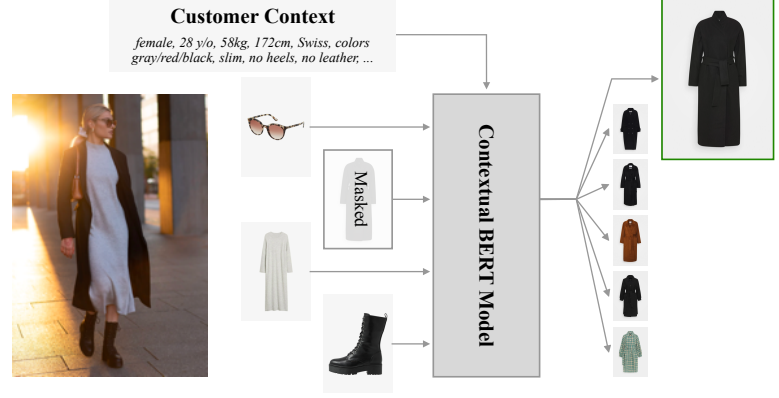 Customer Context
female, 28 y/o, 58kg, 172cm, Swiss, colors
gray/red/black, slim, no heels, no leather, ...
Masked
Contextual BERT Model